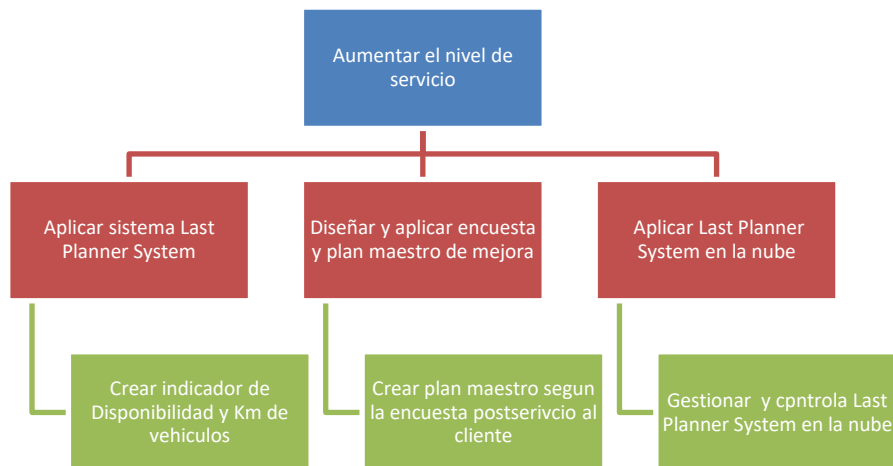 Aumentar el nivel de
servicio
Aplicar sistema Last
Planner System
Diseñar y aplicar encuesta
y plan maestro de mejora
Aplicar Last Planner
System en la nube
Crear indicador de
Disponibilidad y Km de
vehiculos
Crear plan maestro segun
la encuesta postserivcio al
cliente
Gestionar y cpntrola Last
Planner System en la nube